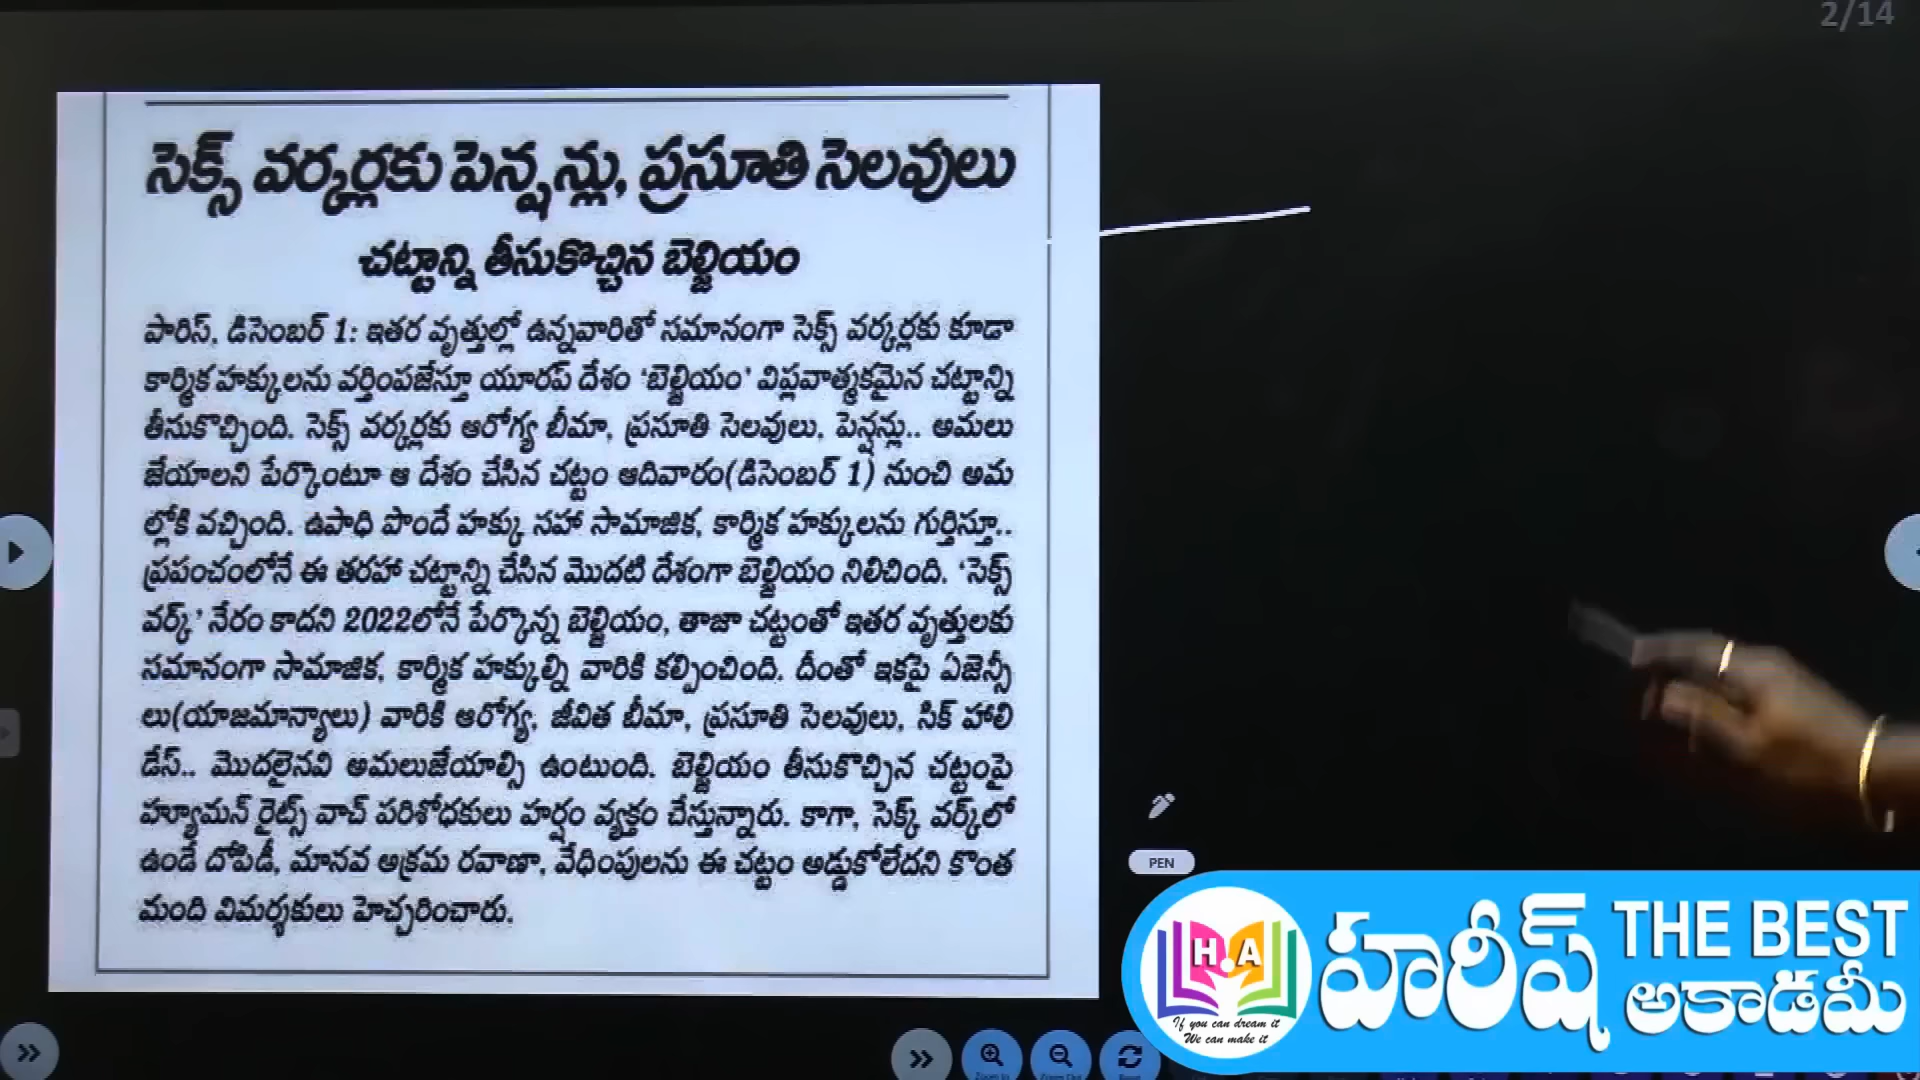 2/14
సెక్స్ వర్కర్లకు పెన్షన్లు, ప్రసూతి సెలవులు
చట్టాన్ని తీసుకొచ్చిన బెల్జియం
పారిస్, డిసెంబర్ 1: ఇతర వృత్తుల్లో ఉన్నవారితో సమానంగా సెక్స్ వర్కర్లకు కూడా
కార్మిక హక్కులను వర్తింపజేస్తూ యూరప్ దేశం ‘బెల్జియం’ విప్లవాత్మకమైన చట్టాన్ని
తీసుకొచ్చింది. సెక్స్ వర్కర్లకు ఆరోగ్య బీమా, ప్రసూతి సెలవులు, పెన్షన్లు.. అమలు
జేయాలని పేర్కొంటూ ఆ దేశం చేసిన చట్టం ఆదివారం(డిసెంబర్ 1) నుంచి అమ
ల్లోకి వచ్చింది. ఉపాధి పొందే హక్కు సహా సామాజిక, కార్మిక హక్కులను గుర్తిస్తూ..
ప్రపంచంలోనే ఈ తరహా చట్టాన్ని చేసిన మొదటి దేశంగా బెల్జియం నిలిచింది. ‘సెక్స్
వర్క్’ నేరం కాదని 2022లోనే పేర్కొన్న బెల్జియం, తాజా చట్టంతో ఇతర వృత్తులకు
సమానంగా సామాజిక, కార్మిక హక్కుల్ని వారికి కల్పించింది. దీంతో ఇకపై ఏజెన్సీ
లు(యాజమాన్యాలు) వారికి ఆరోగ్య, జీవిత బీమా, ప్రసూతి సెలవులు, సిక్ హాలి
డేస్.. మొదలైనవి అమలుజేయాల్సి ఉంటుంది. బెల్జియం తీసుకొచ్చిన చట్టంపై
హ్యూమన్ రైట్స్ వాచ్ పరిశోధకులు హర్షం వ్యక్తం చేస్తున్నారు. కాగా, సెక్క్ వర్క్‌లో
ఉండే దోపిడీ, మానవ అక్రమ రవాణా, వేధింపులను ఈ చట్టం అడ్డుకోలేదని కొంత
మంది విమర్శకులు హెచ్చరించారు.
PEN
H.A
If you can dream it
We can make it
హరీష్ THE BEST
అకాడమీ
Zoom In
Zoom Out